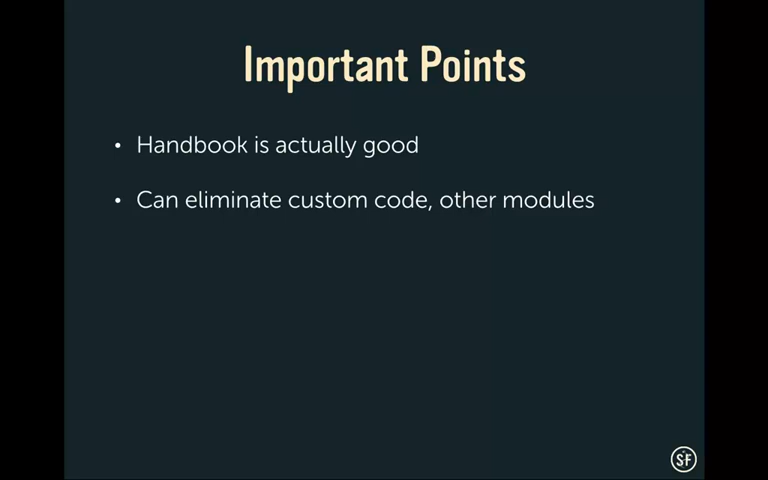 Important Points
• Handbook is actually good
• Can eliminate custom code, other modules
SF